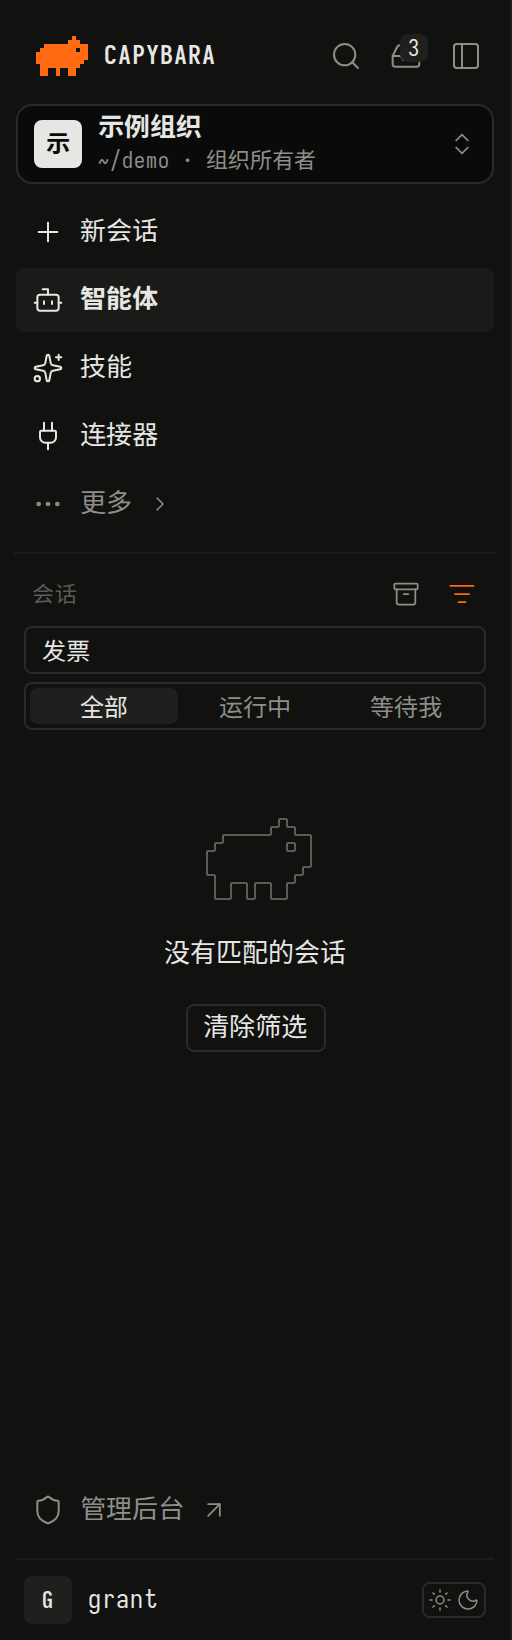 CAPYBARA
3
示
示例组织
~/demo · 组织所有者
新会话
智能体
技能
连接器
更多
会话
发票
全部 运行中 等待我
没有匹配的会话
清除筛选
管理后台
G grant